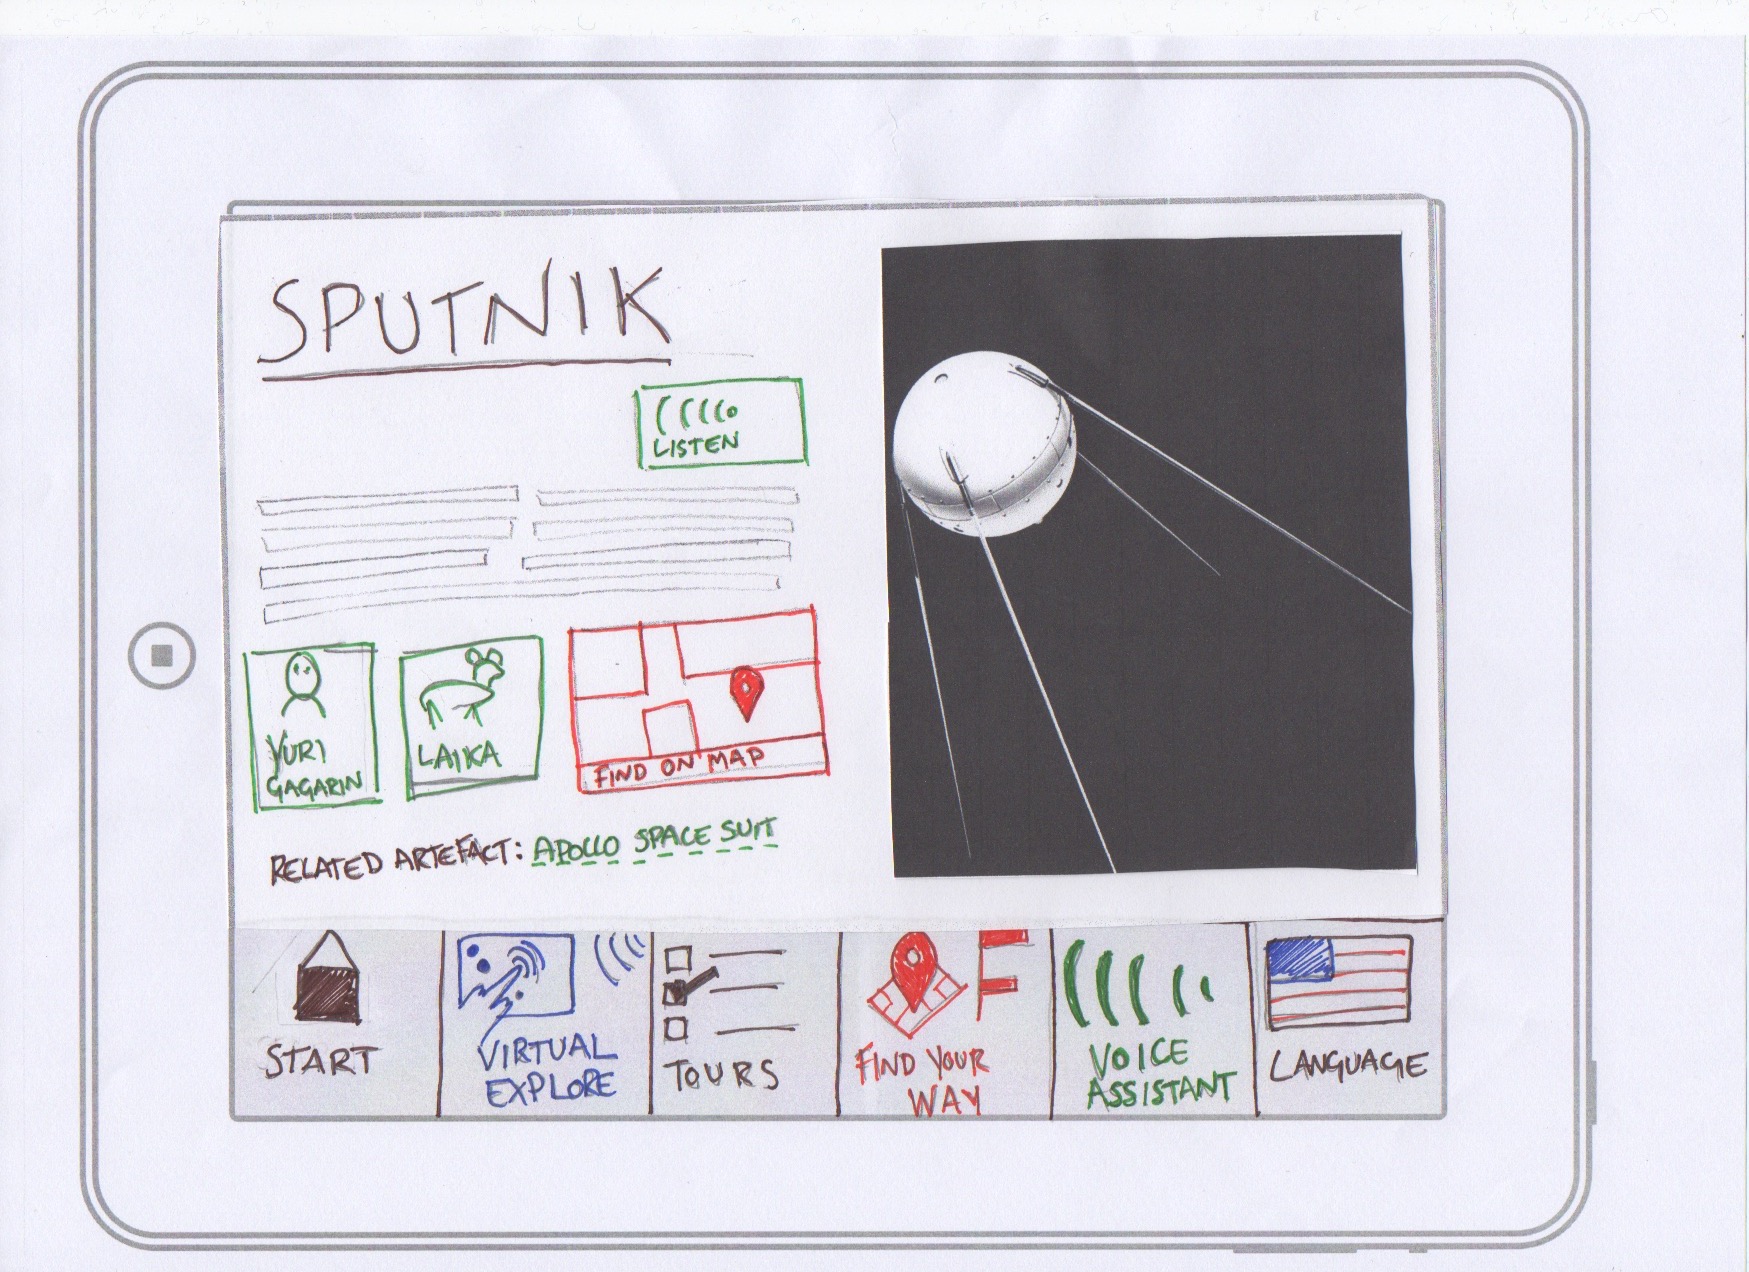 SPUTNIK
LISTEN
YURI
GAGARIN
LAIKA
FIND ON MAP
RELATED ARTEFACT: APOLLO SPACE SUIT
START
VIRTUAL
EXPLORE
TOURS
FIND YOUR
WAY
VOICE
ASSISTANT
LANGUAGE